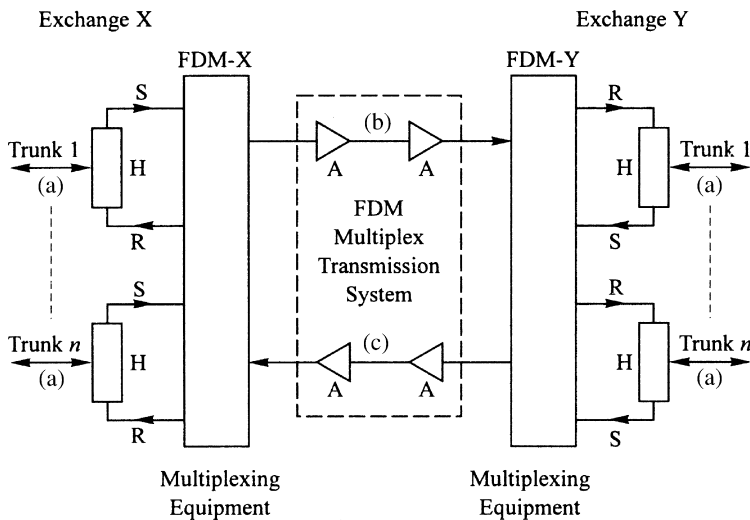 Exchange X
Exchange Y
FDM-X
FDM-Y
S
(b)
R
Trunk 1
H
A
A
H
Trunk 1
(a)
(a)
FDM
Multiplex
Transmission
System
R
S
S
R
Trunk n
H
(c)
H
Trunk n
(a)
A
A
(a)
R
S
Multiplexing
Equipment
Multiplexing
Equipment